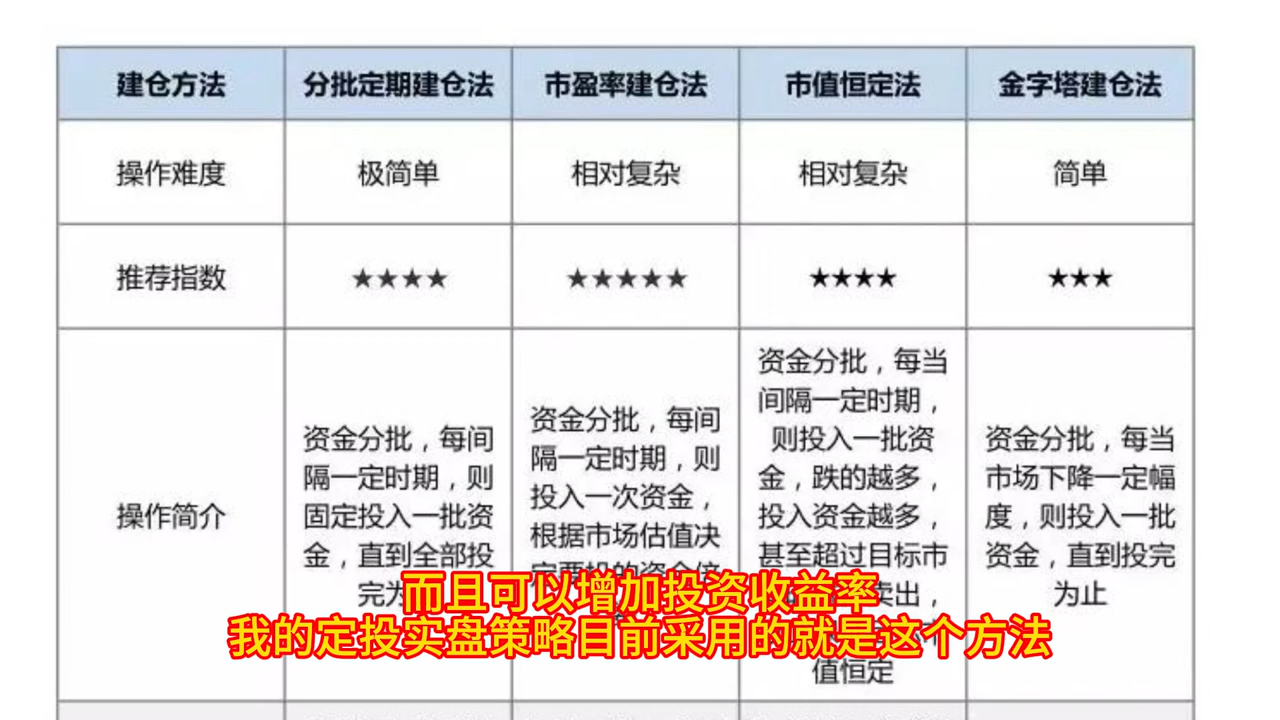 建仓方法
分批定期建仓法
市盈率建仓法
市值恒定法
金字塔建仓法
操作难度
极简单
相对复杂
相对复杂
简单
推荐指数
★★★★
★★★★★
★★★★
★★★
操作简介
资金分批，每间
隔一定时期，则
固定投入一批资
金，直到全部投
完为
资金分批，每间
隔一定时期，则
投入一次资金，
根据市场估值决
资金分批，每当
间隔一定时期，
则投入一批资
金，跌的越多，
投入资金越多，
甚至超过目标市
卖出，
值恒定
资金分批，每当
市场下降一定幅
度，则投入一批
资金，直到投完
为止
而且可以增加投资收益率
我的定投实盘策略目前采用的就是这个方法